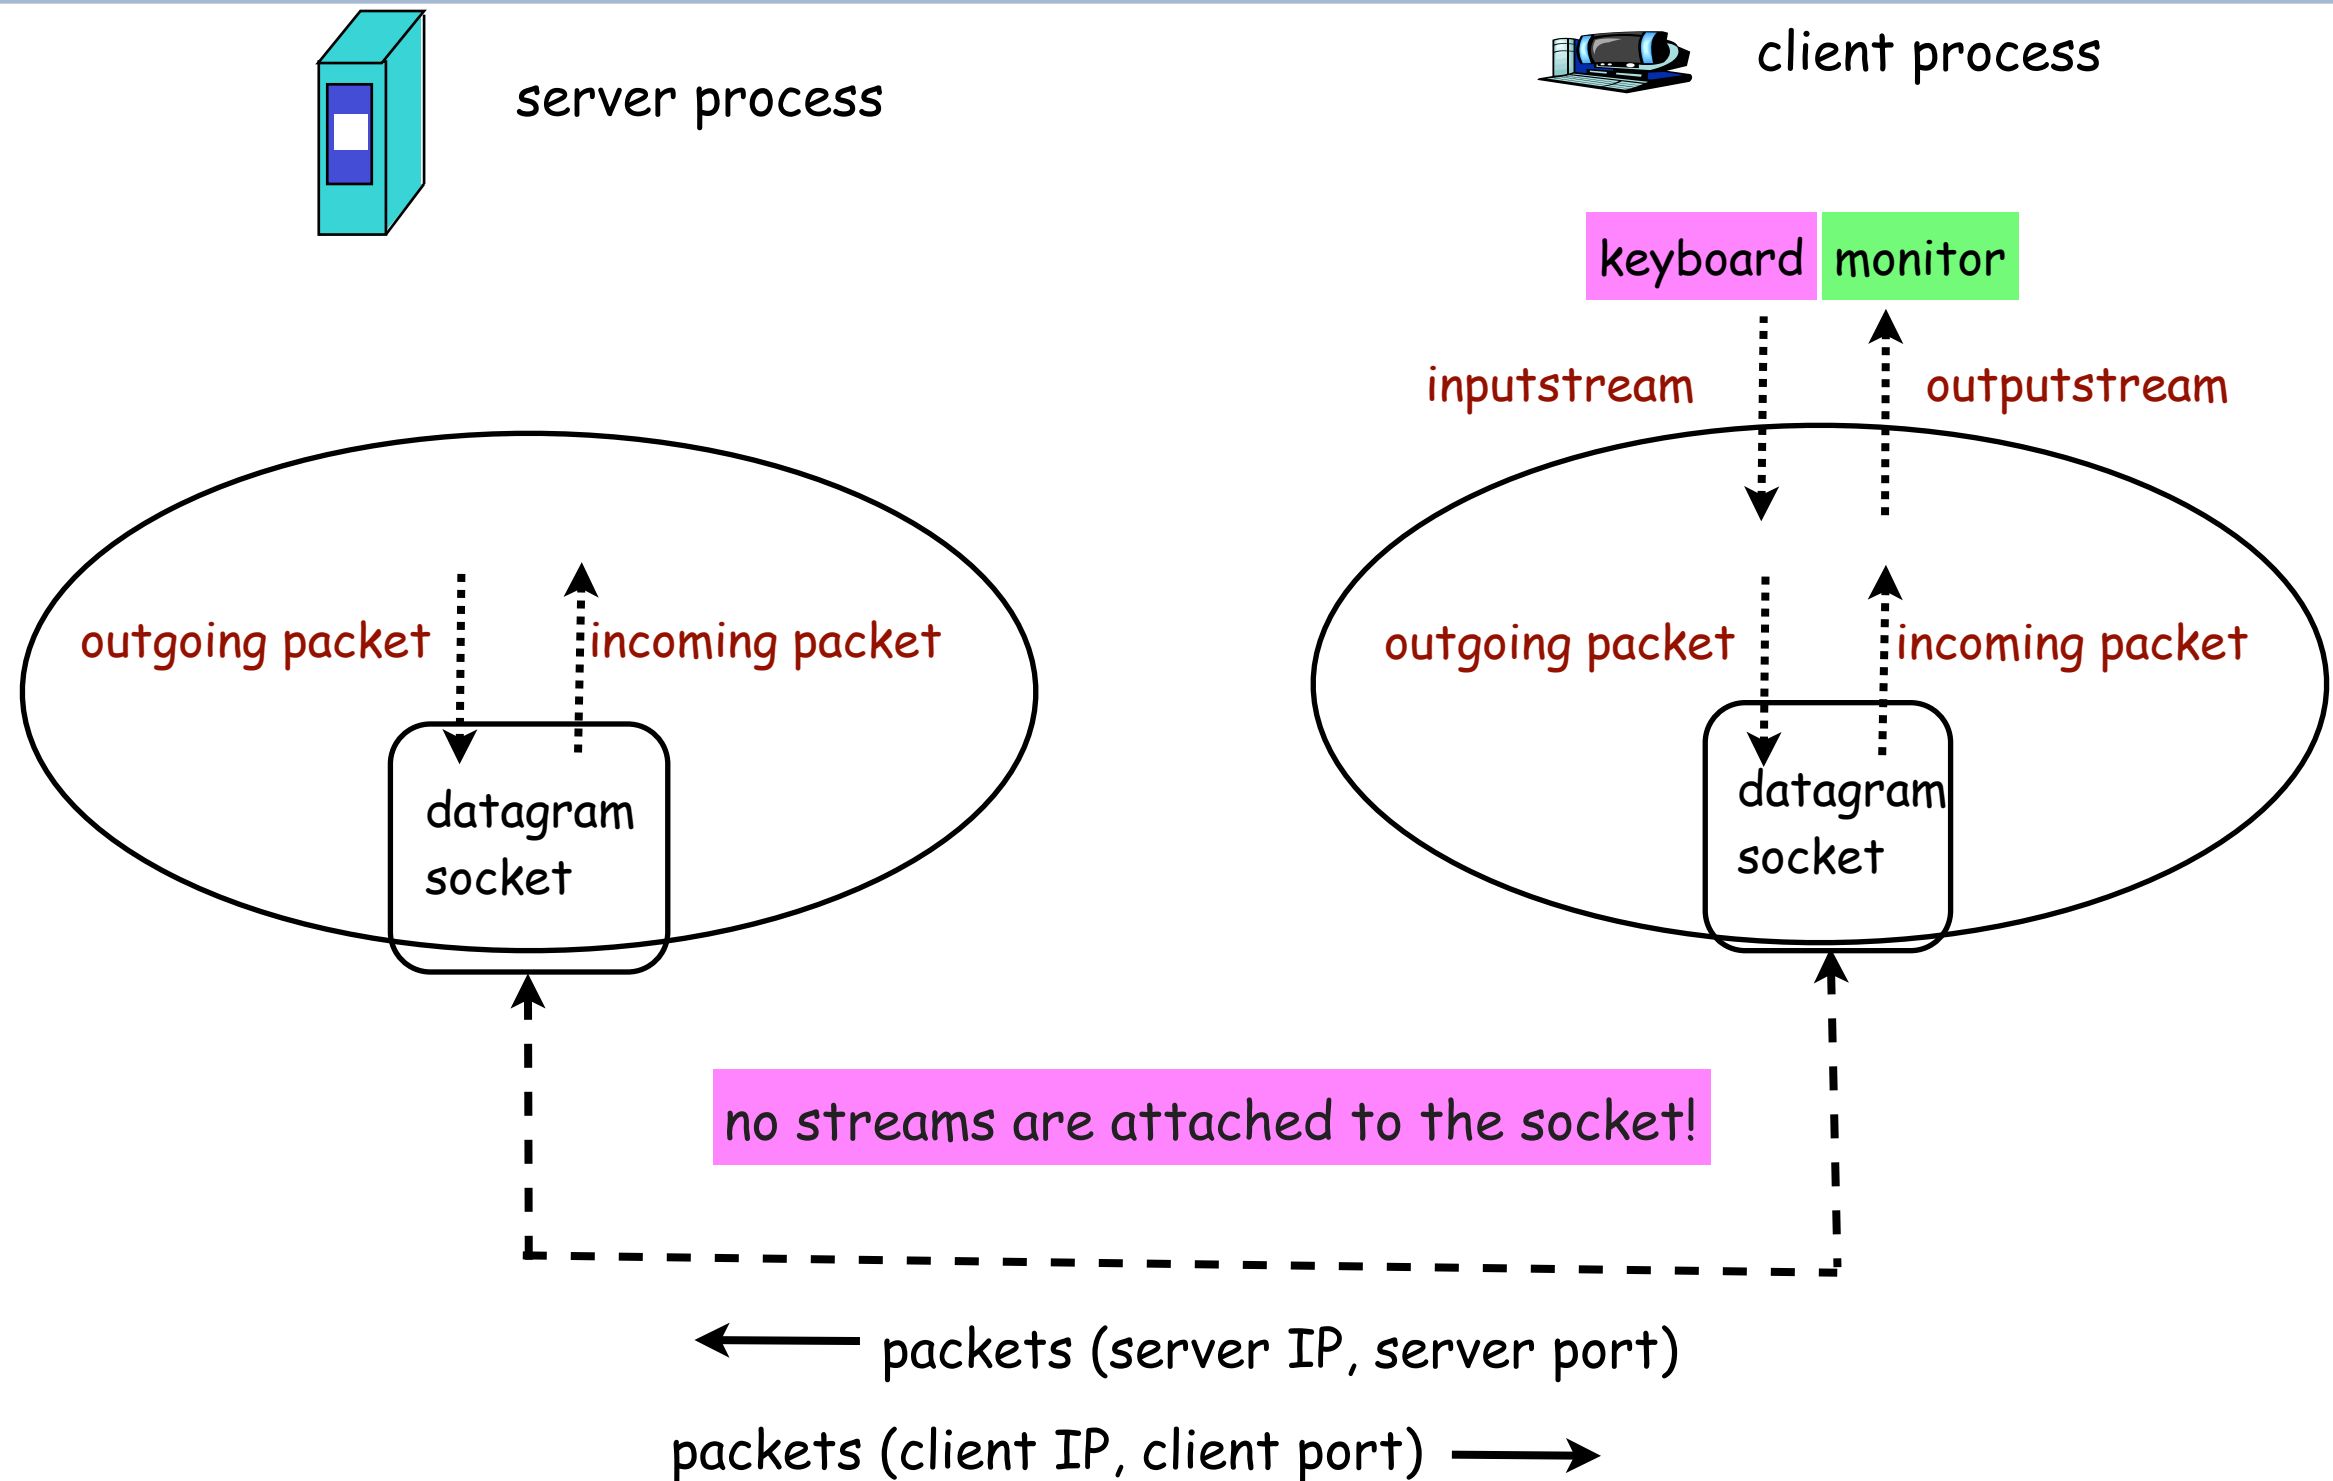 server process
client process
keyboard
monitor
inputstream
outputstream
outgoing packet
incoming packet
outgoing packet
incoming packet
datagram
socket
datagram
socket
no streams are attached to the socket!
packets (server IP, server port)
packets (client IP, client port)